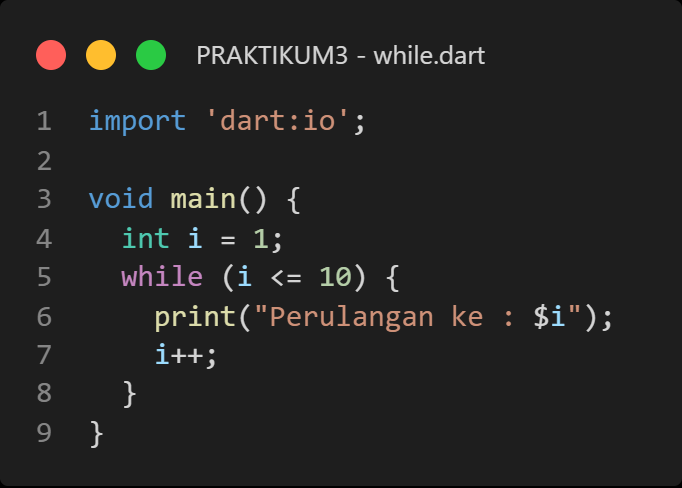 PRAKTIKUM3 - while.dart
1 import 'dart:io';
2
3 void main() {
4   int i = 1;
5   while (i <= 10) {
6     print("Perulangan ke : $i");
7     i++;
8   }
9 }